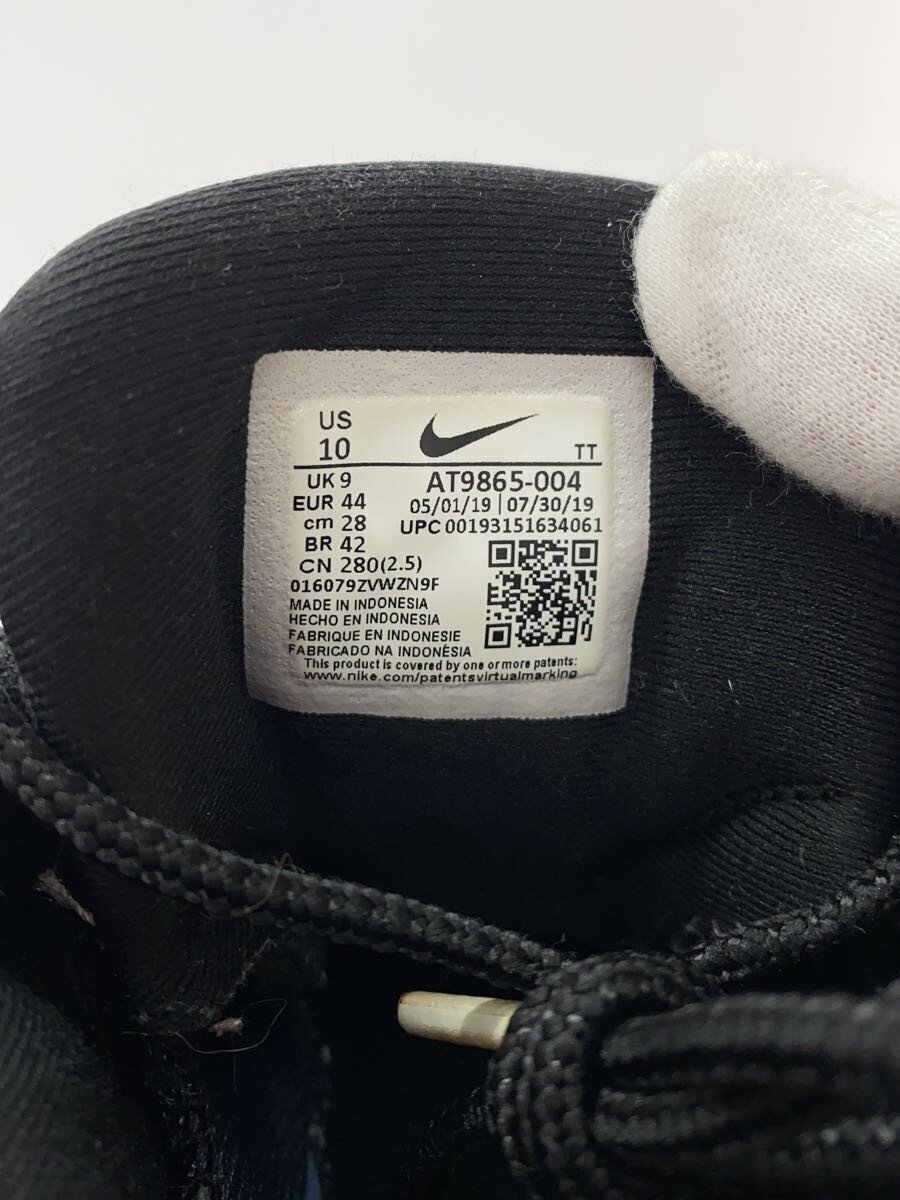 US
10
TT
UK 9
EUR 44
cm 28
BR 42
CN 280(2.5)
AT9865-004
05/01/19 | 07/30/19
UPC 00193151634061
016079ZVWZN9F
MADE IN INDONESIA
HECHO EN INDONESIA
FABRIQUE EN INDONESIE
FABRICADO NA INDONÉSIA
This product is covered by one or more patents:
www.nike.com/patentsvirtualmarking